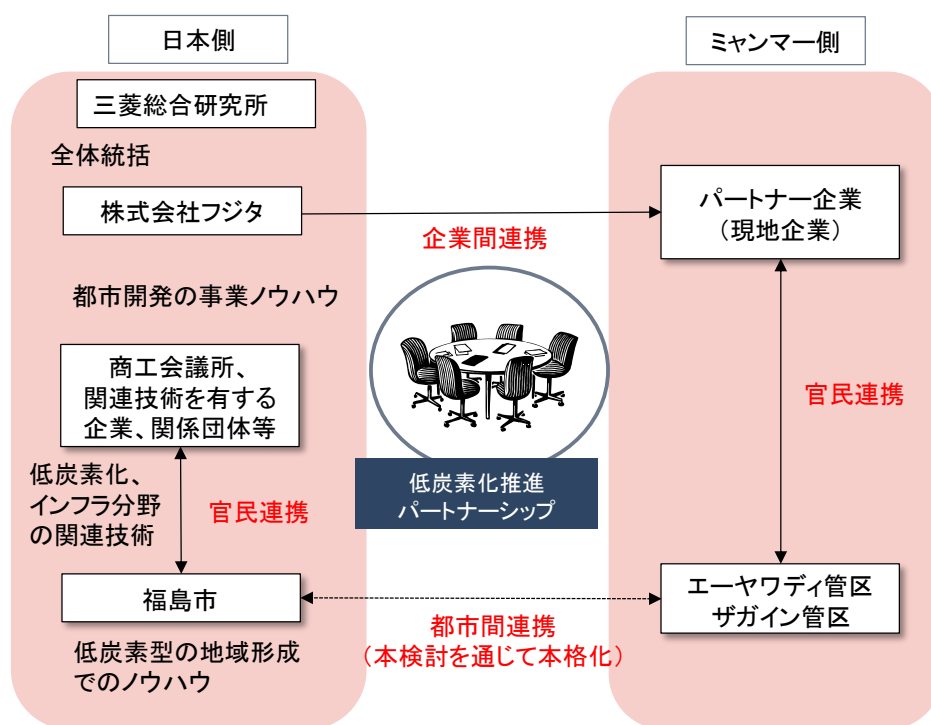 日本側
ミャンマー側
三菱総合研究所
全体統括
株式会社フジタ
パートナー企業
（現地企業）
企業間連携
都市開発の事業ノウハウ
商工会議所、
関連技術を有する
企業、関係団体等
官民連携
低炭素化、
インフラ分野
の関連技術
官民連携
低炭素化推進
パートナーシップ
福島市
エーヤワディ管区
ザガイン管区
都市間連携
（本検討を通じて本格化）
低炭素型の地域形成
でのノウハウ